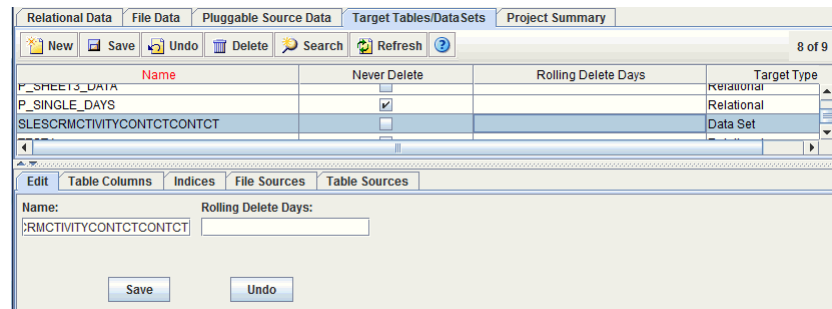 Relational Data File Data Pluggable Source Data Target Tables/DataSets Project Summary
New Save Undo Delete Search Refresh ? 8 of 9
Name Never Delete Rolling Delete Days Target Type
P_SHEET3_DATA Relational
P_SINGLE_DAYS Relational
SLESCRMCTIVITYCONTCTCONTCT Data Set
Edit Table Columns Indices File Sources Table Sources
Name: Rolling Delete Days:
CRMCTIVITYCONTCTCONTCT
Save Undo